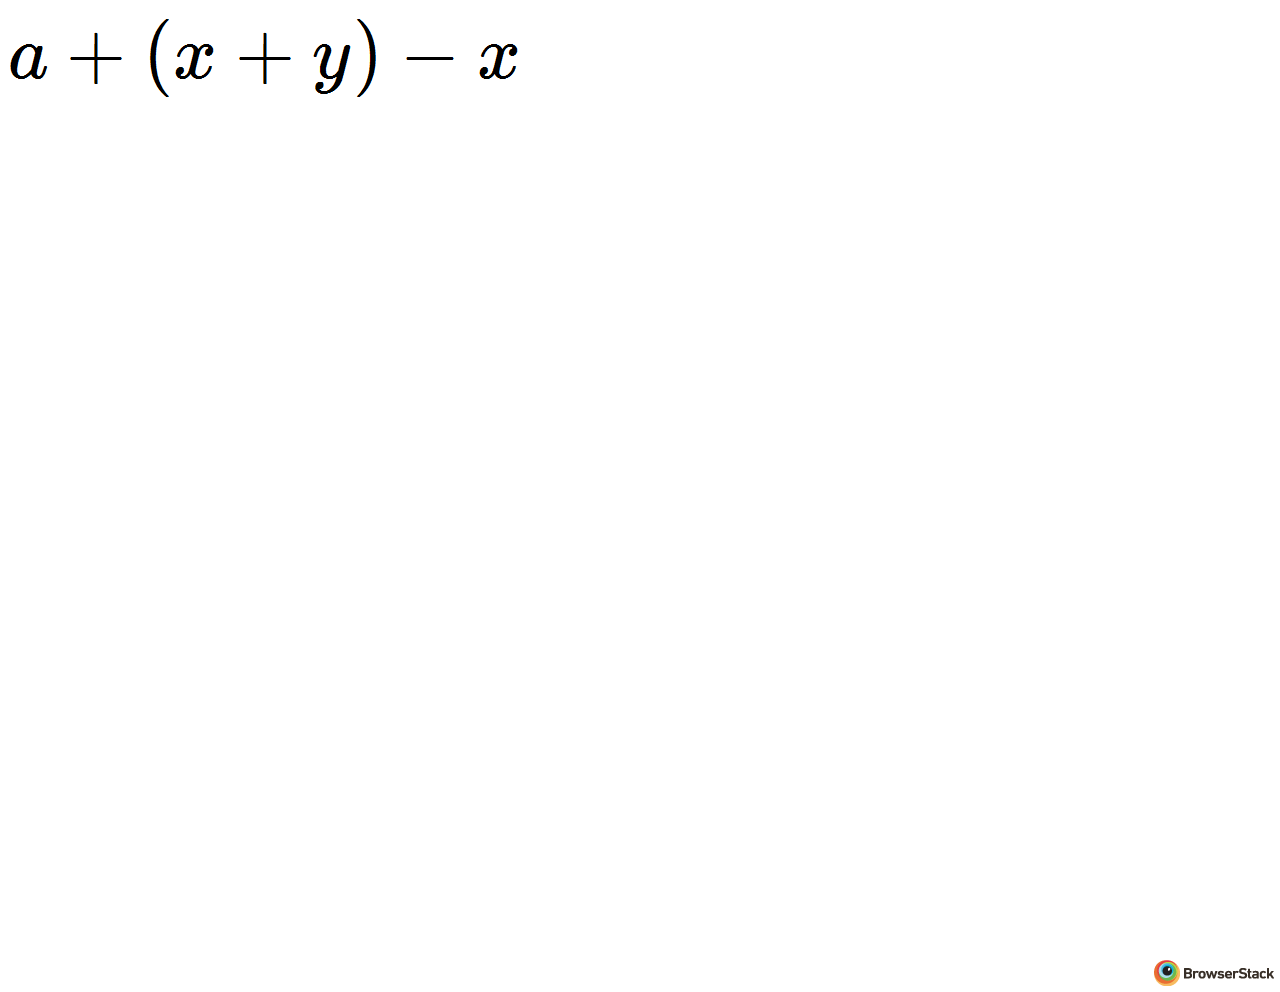 a + (x + y) − x
BrowserStack